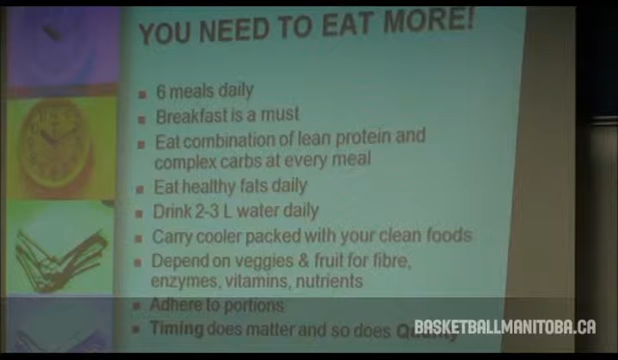 YOU NEED TO EAT MORE!
6 meals daily
Breakfast is a must
Eat combination of lean protein and
complex carbs at every meal
Eat healthy fats daily
Drink 2-3 L water daily
Carry cooler packed with your clean foods
Depend on veggies & fruit for fibre,
enzymes, vitamins, nutrients
Adhere to portions
Timing does matter and so does Quality
BASKETBALLMANITOBA.CA